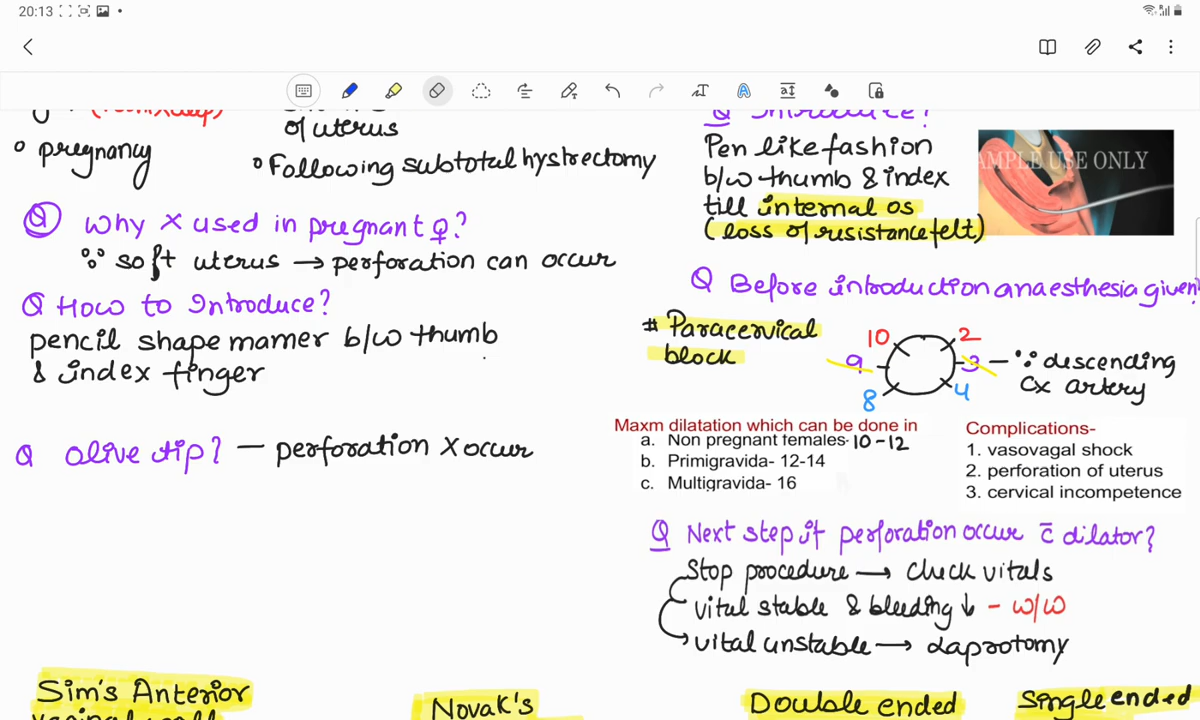 20:13
of uterus
° pregnancy
° Following subtotal hystrectomy
Q Why X used in pregnant ♀?
∵ soft uterus → perforation can occur
Q How to Introduce?
pencil shape manner b/w thumb
& index finger
Q Olive tip? — perforation X occur
Sim's Anterior
Novak's
Q Introduce?
Pen like fashion
b/w thumb & index
till internal os
(loss of resistance felt)
AMPLE USE ONLY
Q Before introduction anaesthesia given?
# Paracervical
block
10
2
9
3 — ∵ descending
Cx artery
8
4
Maxm dilatation which can be done in
a. Non pregnant females- 10-12
b. Primigravida- 12-14
c. Multigravida- 16
Complications-
1. vasovagal shock
2. perforation of uterus
3. cervical incompetence
Q Next step if perforation occur c̄ dilator?
Stop procedure → check vitals
vital stable & bleeding ↓ - w/w
vital unstable → Laprotomy
Double ended
Single ended